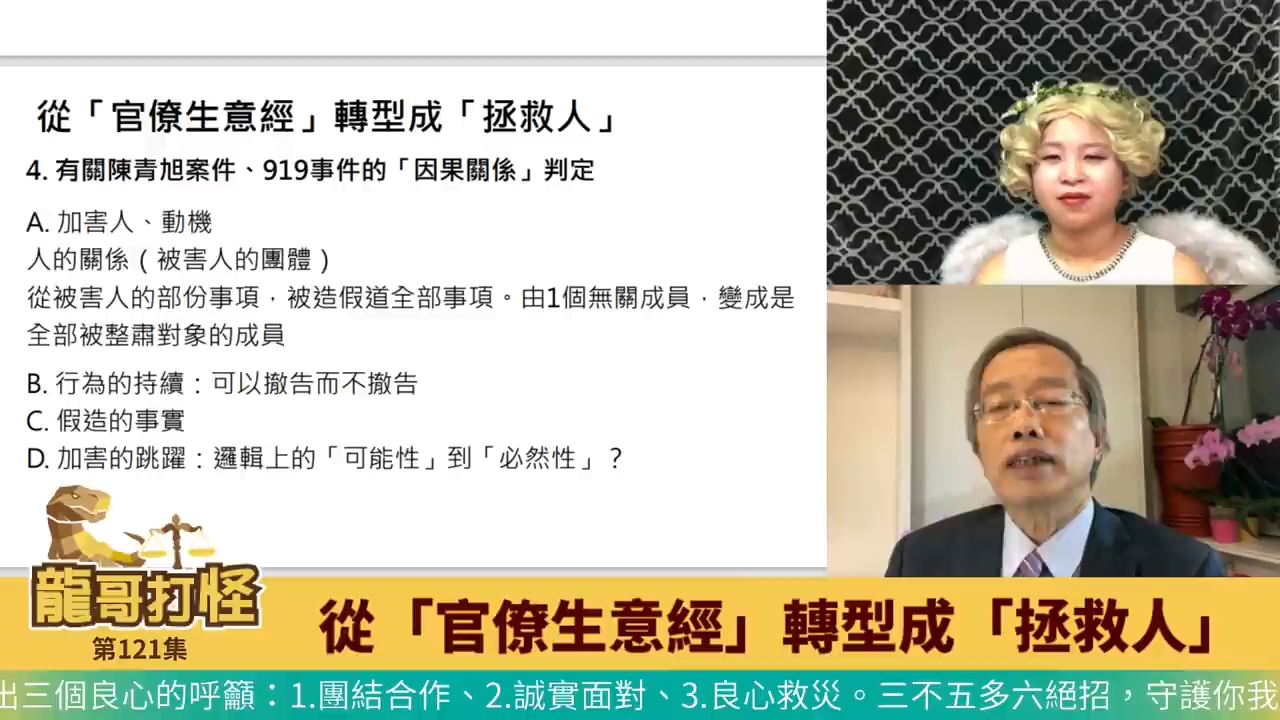 從「官僚生意經」轉型成「拯救人」
4. 有關陳青旭案件、919事件的「因果關係」判定
A. 加害人、動機
人的關係（被害人的團體）
從被害人的部份事項，被造假道全部事項。由1個無關成員，變成是
全部被整肅對象的成員
B. 行為的持續：可以撤告而不撤告
C. 假造的事實
D. 加害的跳躍：邏輯上的「可能性」到「必然性」？
龍哥打怪
第121集
從「官僚生意經」轉型成「拯救人」
出三個良心的呼籲：1.團結合作、2.誠實面對、3.良心救災。三不五多六絕招，守護你我